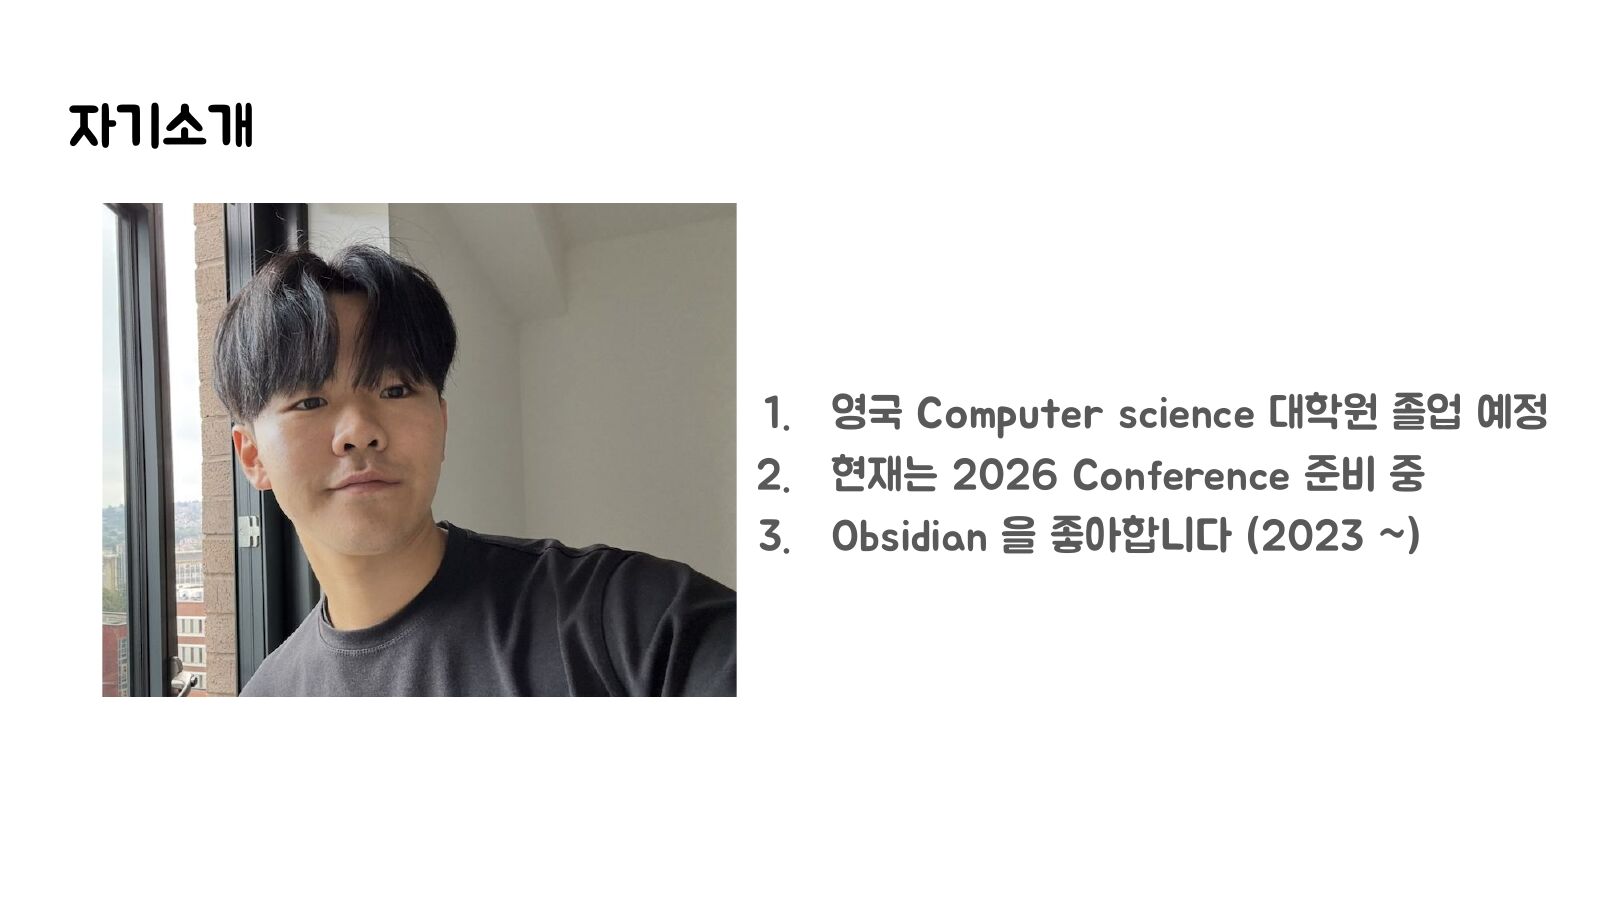 자기소개
1. 영국 Computer science 대학원 졸업 예정
2. 현재는 2026 Conference 준비 중
3. Obsidian 을 좋아합니다 (2023 ~)